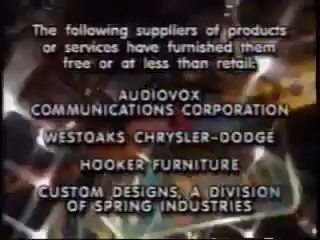 The following suppliers of products
or services have furnished them
free or at less than retail:
AUDIOVOX
COMMUNICATIONS CORPORATION
WESTOAKS CHRYSLER-DODGE
HOOKER FURNITURE
CUSTOM DESIGNS, A DIVISION
OF SPRING INDUSTRIES